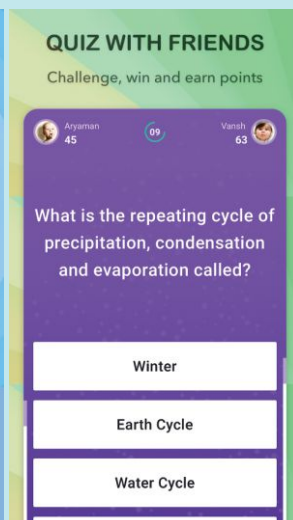 QUIZ WITH FRIENDS
Challenge, win and earn points
Aryaman
45
09
Vansh
63
What is the repeating cycle of
precipitation, condensation
and evaporation called?
Winter
Earth Cycle
Water Cycle